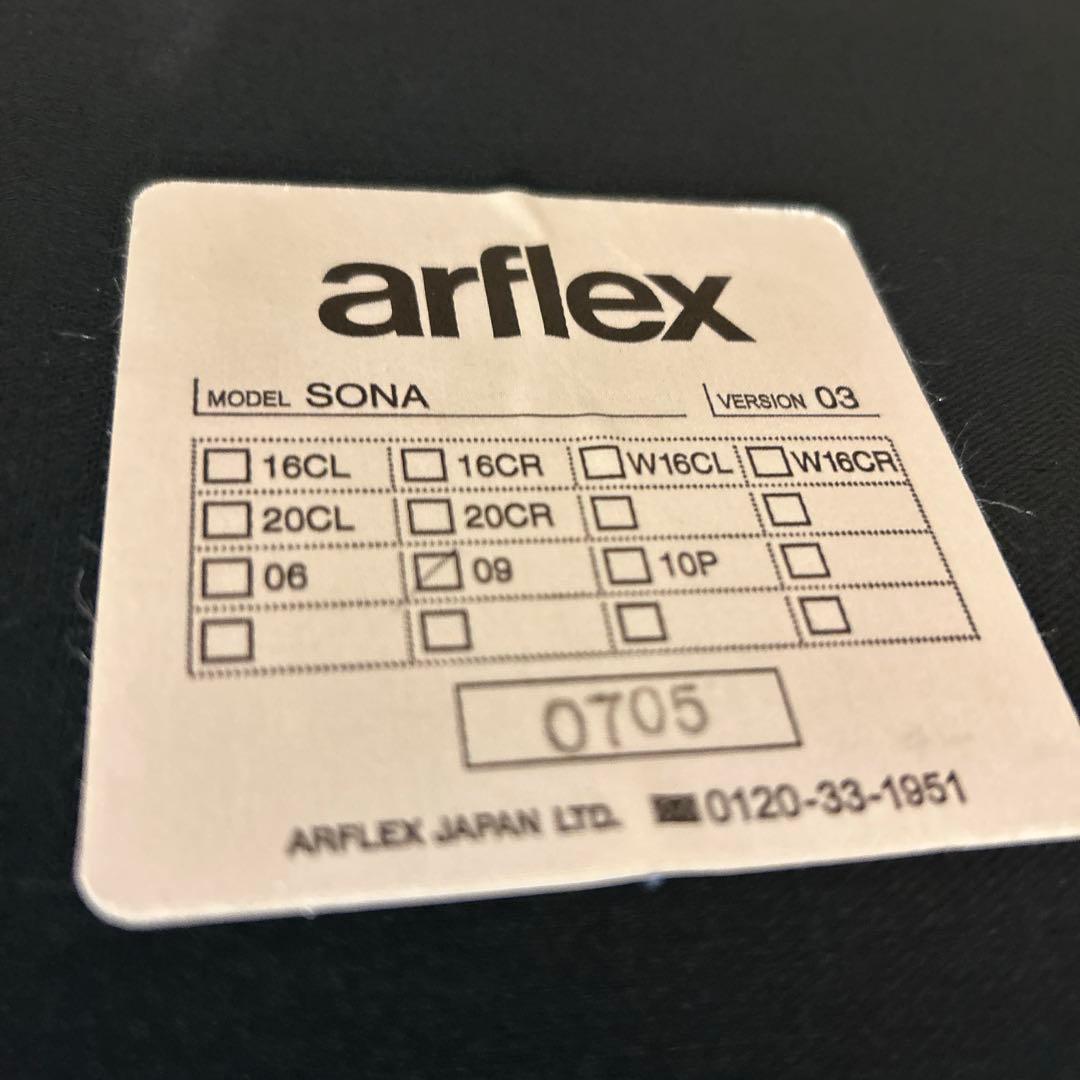 arflex
MODEL SONA VERSION 03
16CL 16CR W16CL W16CR
20CL 20CR
06 09 10P
0705
ARFLEX JAPAN LTD. 0120-33-1951